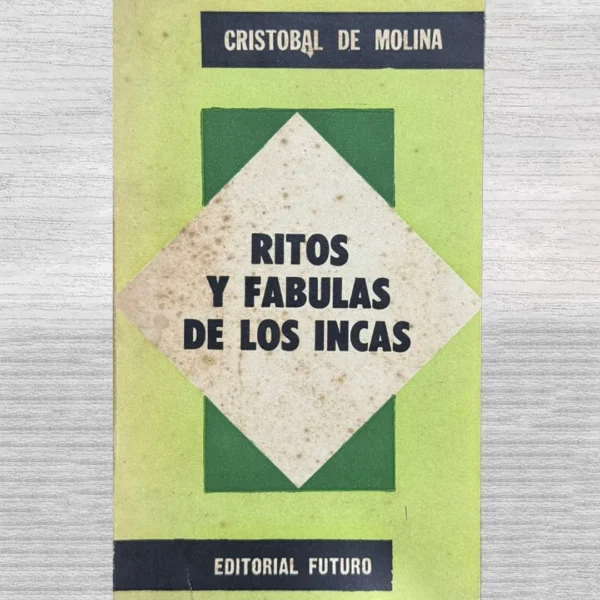 CRISTOBAL DE MOLINA
RITOS
Y FABULAS
DE LOS INCAS
EDITORIAL FUTURO